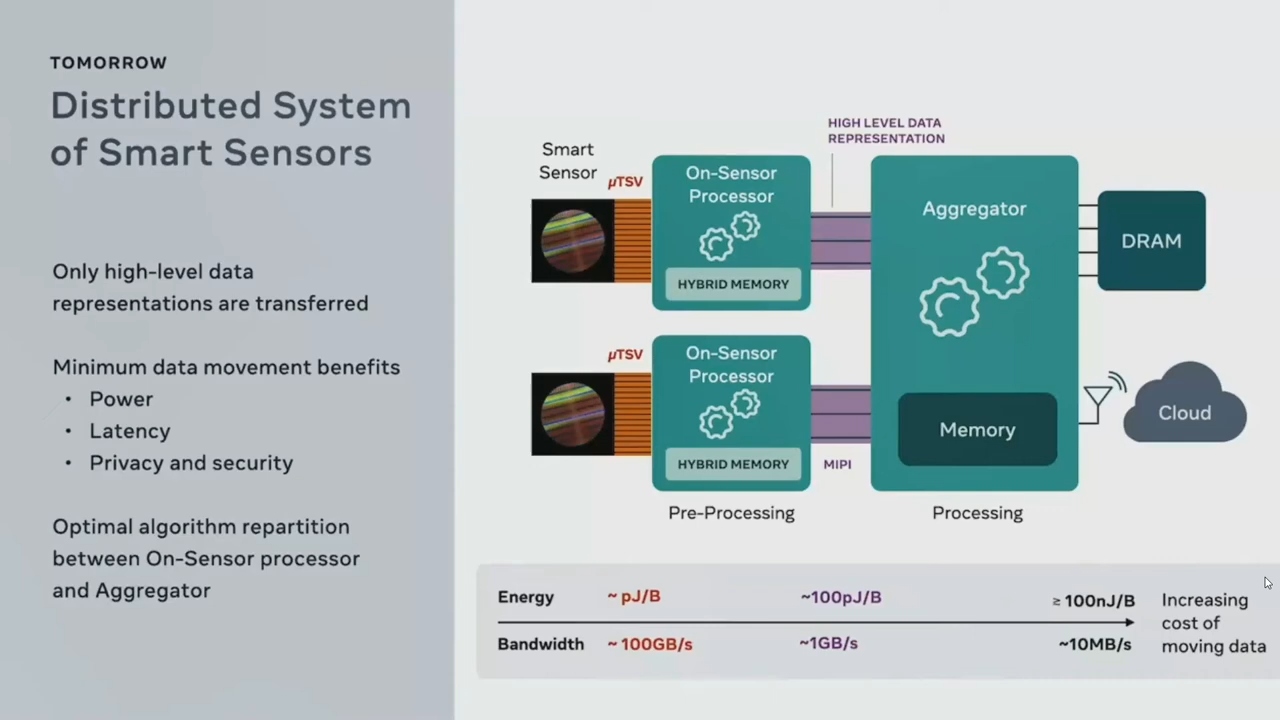 TOMORROW
Distributed System
of Smart Sensors
Only high-level data
representations are transferred
Minimum data movement benefits
• Power
• Latency
• Privacy and security
Optimal algorithm repartition
between On-Sensor processor
and Aggregator
Smart
Sensor
μTSV
On-Sensor
Processor
HYBRID MEMORY
HIGH LEVEL DATA
REPRESENTATION
Aggregator
DRAM
μTSV
On-Sensor
Processor
HYBRID MEMORY
MIPI
Memory
Cloud
Pre-Processing
Processing
Energy ~ pJ/B ~100pJ/B ≥ 100nJ/B
Bandwidth ~ 100GB/s ~1GB/s ~10MB/s
Increasing
cost of
moving data